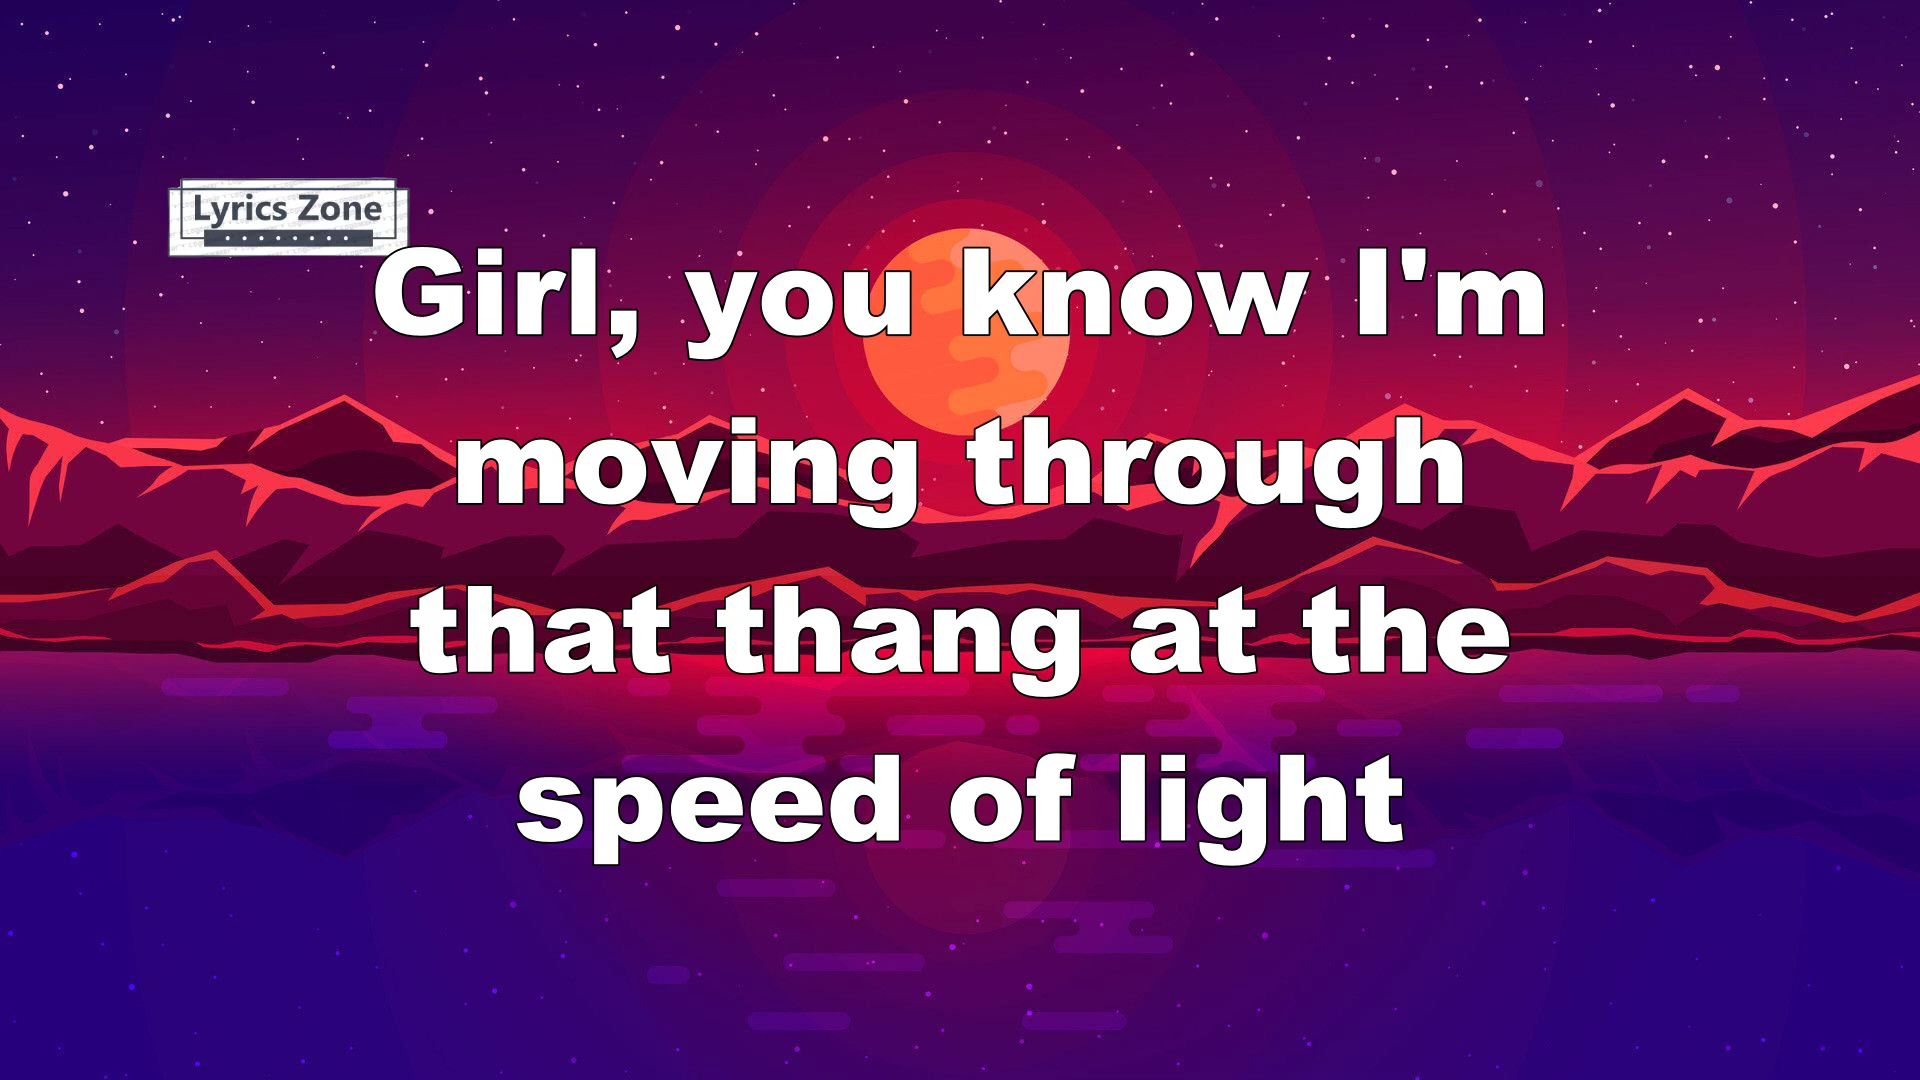 Lyrics Zone
Girl, you know I'm
moving through
that thang at the
speed of light